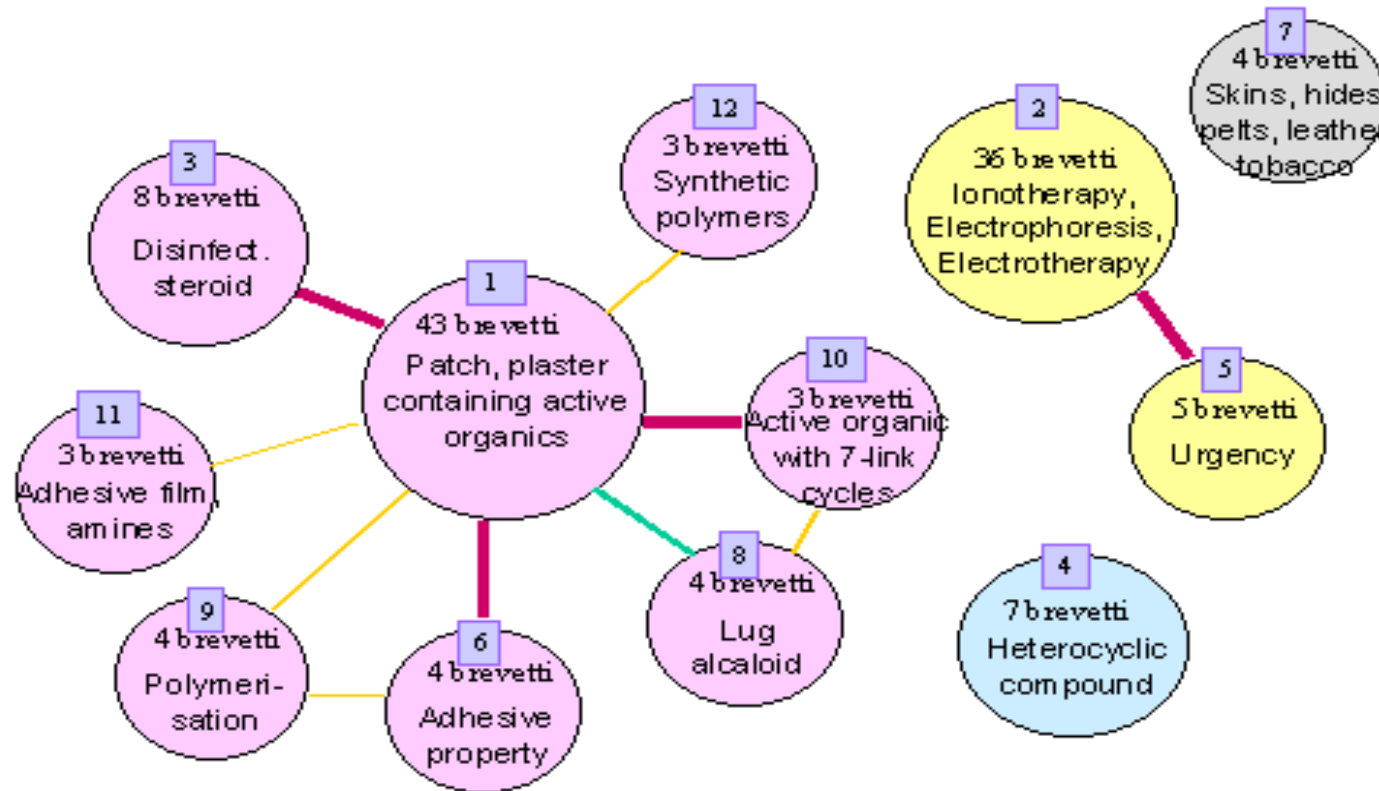 3
8 brevetti
Disinfect.
steroid
12
3 brevetti
Synthetic
polymers
2
36 brevetti
Ionotherapy,
Electrophoresis,
Electrotherapy
7
4 brevetti
Skins, hides
pelts, leathe
tobacco
1
43 brevetti
Patch, plaster
containing active
organics
10
3 brevetti
Active organic
with 7-link
cycles
5
5 brevetti
Urgency
11
3 brevetti
Adhesive film,
amines
9
4 brevetti
Polymeri-
sation
6
4 brevetti
Adhesive
property
8
4 brevetti
Lug
alcaloid
4
7 brevetti
Heterocyclic
compound